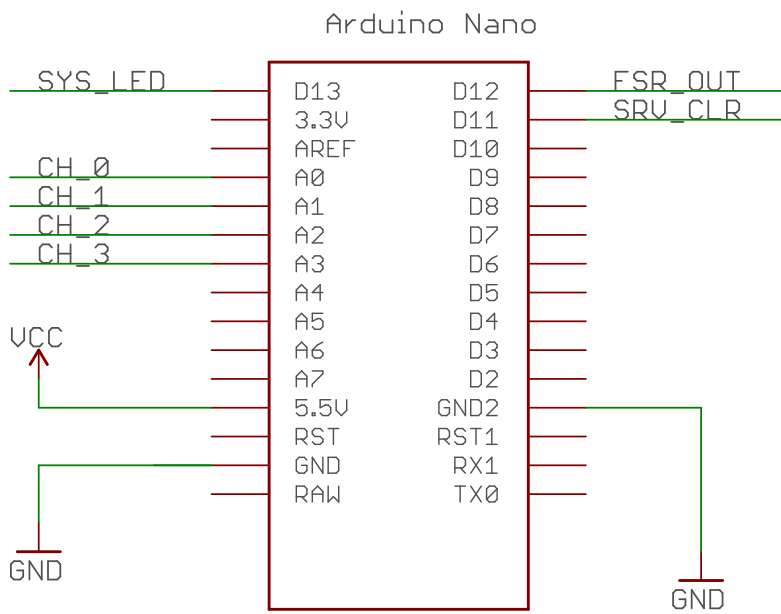 Arduino Nano
SYS_LED D13 D12 FSR_OUT
3.3V D11 SRV_CLR
AREF D10
CH_0 A0 D9
CH_1 A1 D8
CH_2 A2 D7
CH_3 A3 D6
A4 D5
A5 D4
VCC A6 D3
A7 D2
5.5V GND2
RST RST1
GND RX1
RAW TX0
GND
GND